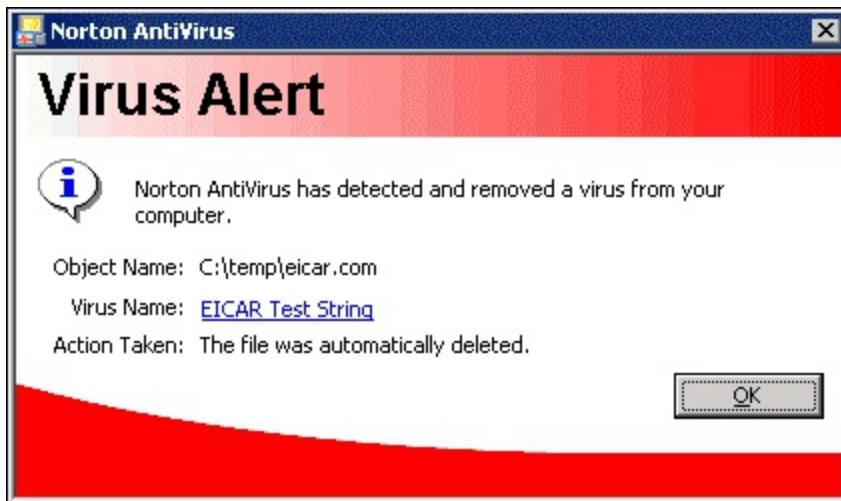 Norton AntiVirus
Virus Alert
Norton AntiVirus has detected and removed a virus from your
computer.
Object Name: C:\temp\eicar.com
Virus Name: EICAR Test String
Action Taken: The file was automatically deleted.
OK